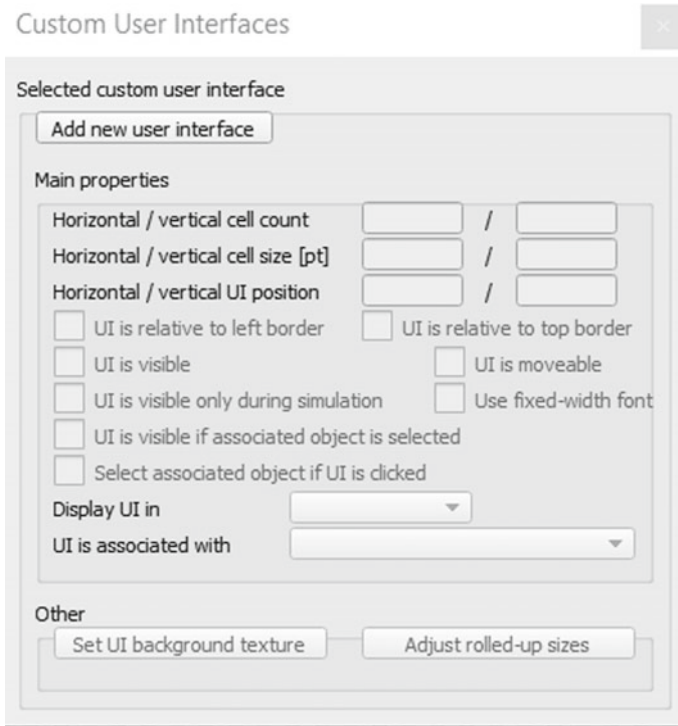 Custom User Interfaces
Selected custom user interface
Add new user interface
Main properties
Horizontal / vertical cell count /
Horizontal / vertical cell size [pt] /
Horizontal / vertical UI position /
UI is relative to left border UI is relative to top border
UI is visible UI is moveable
UI is visible only during simulation Use fixed-width font
UI is visible if associated object is selected
Select associated object if UI is clicked
Display UI in
UI is associated with
Other
Set UI background texture Adjust rolled-up sizes